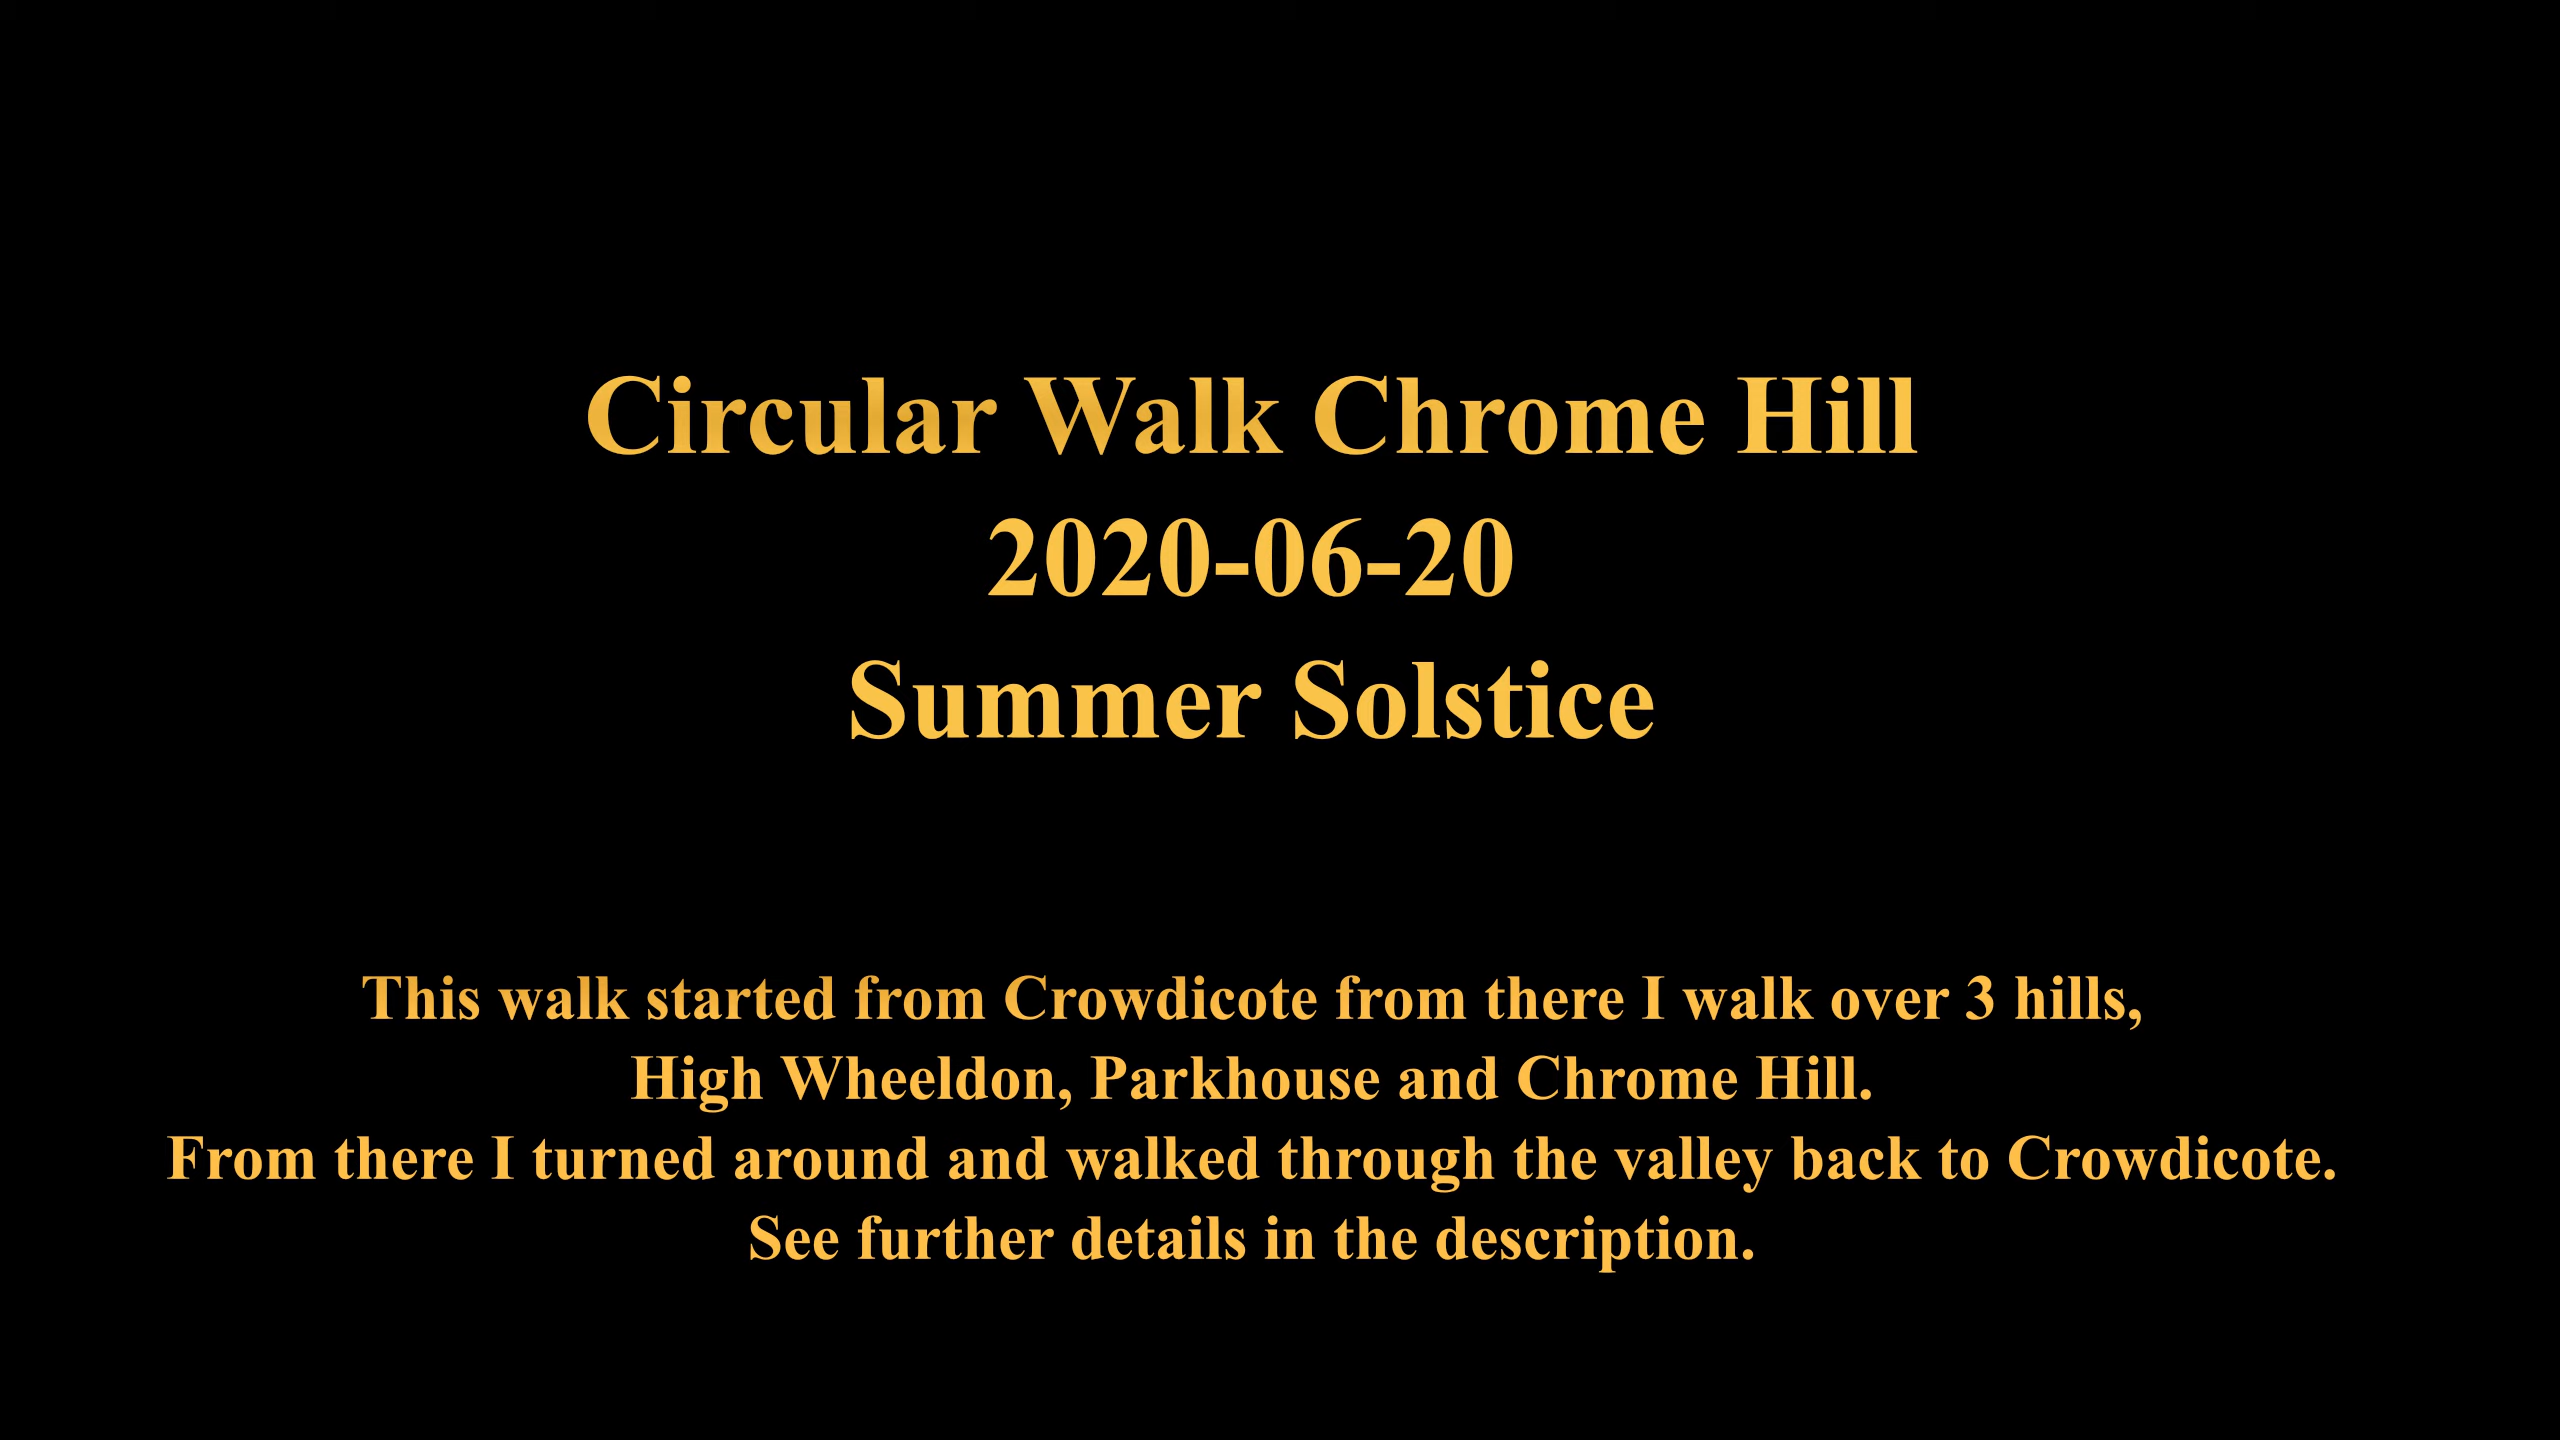 Circular Walk Chrome Hill
2020-06-20
Summer Solstice
This walk started from Crowdicote from there I walk over 3 hills,
High Wheeldon, Parkhouse and Chrome Hill.
From there I turned around and walked through the valley back to Crowdicote.
See further details in the description.